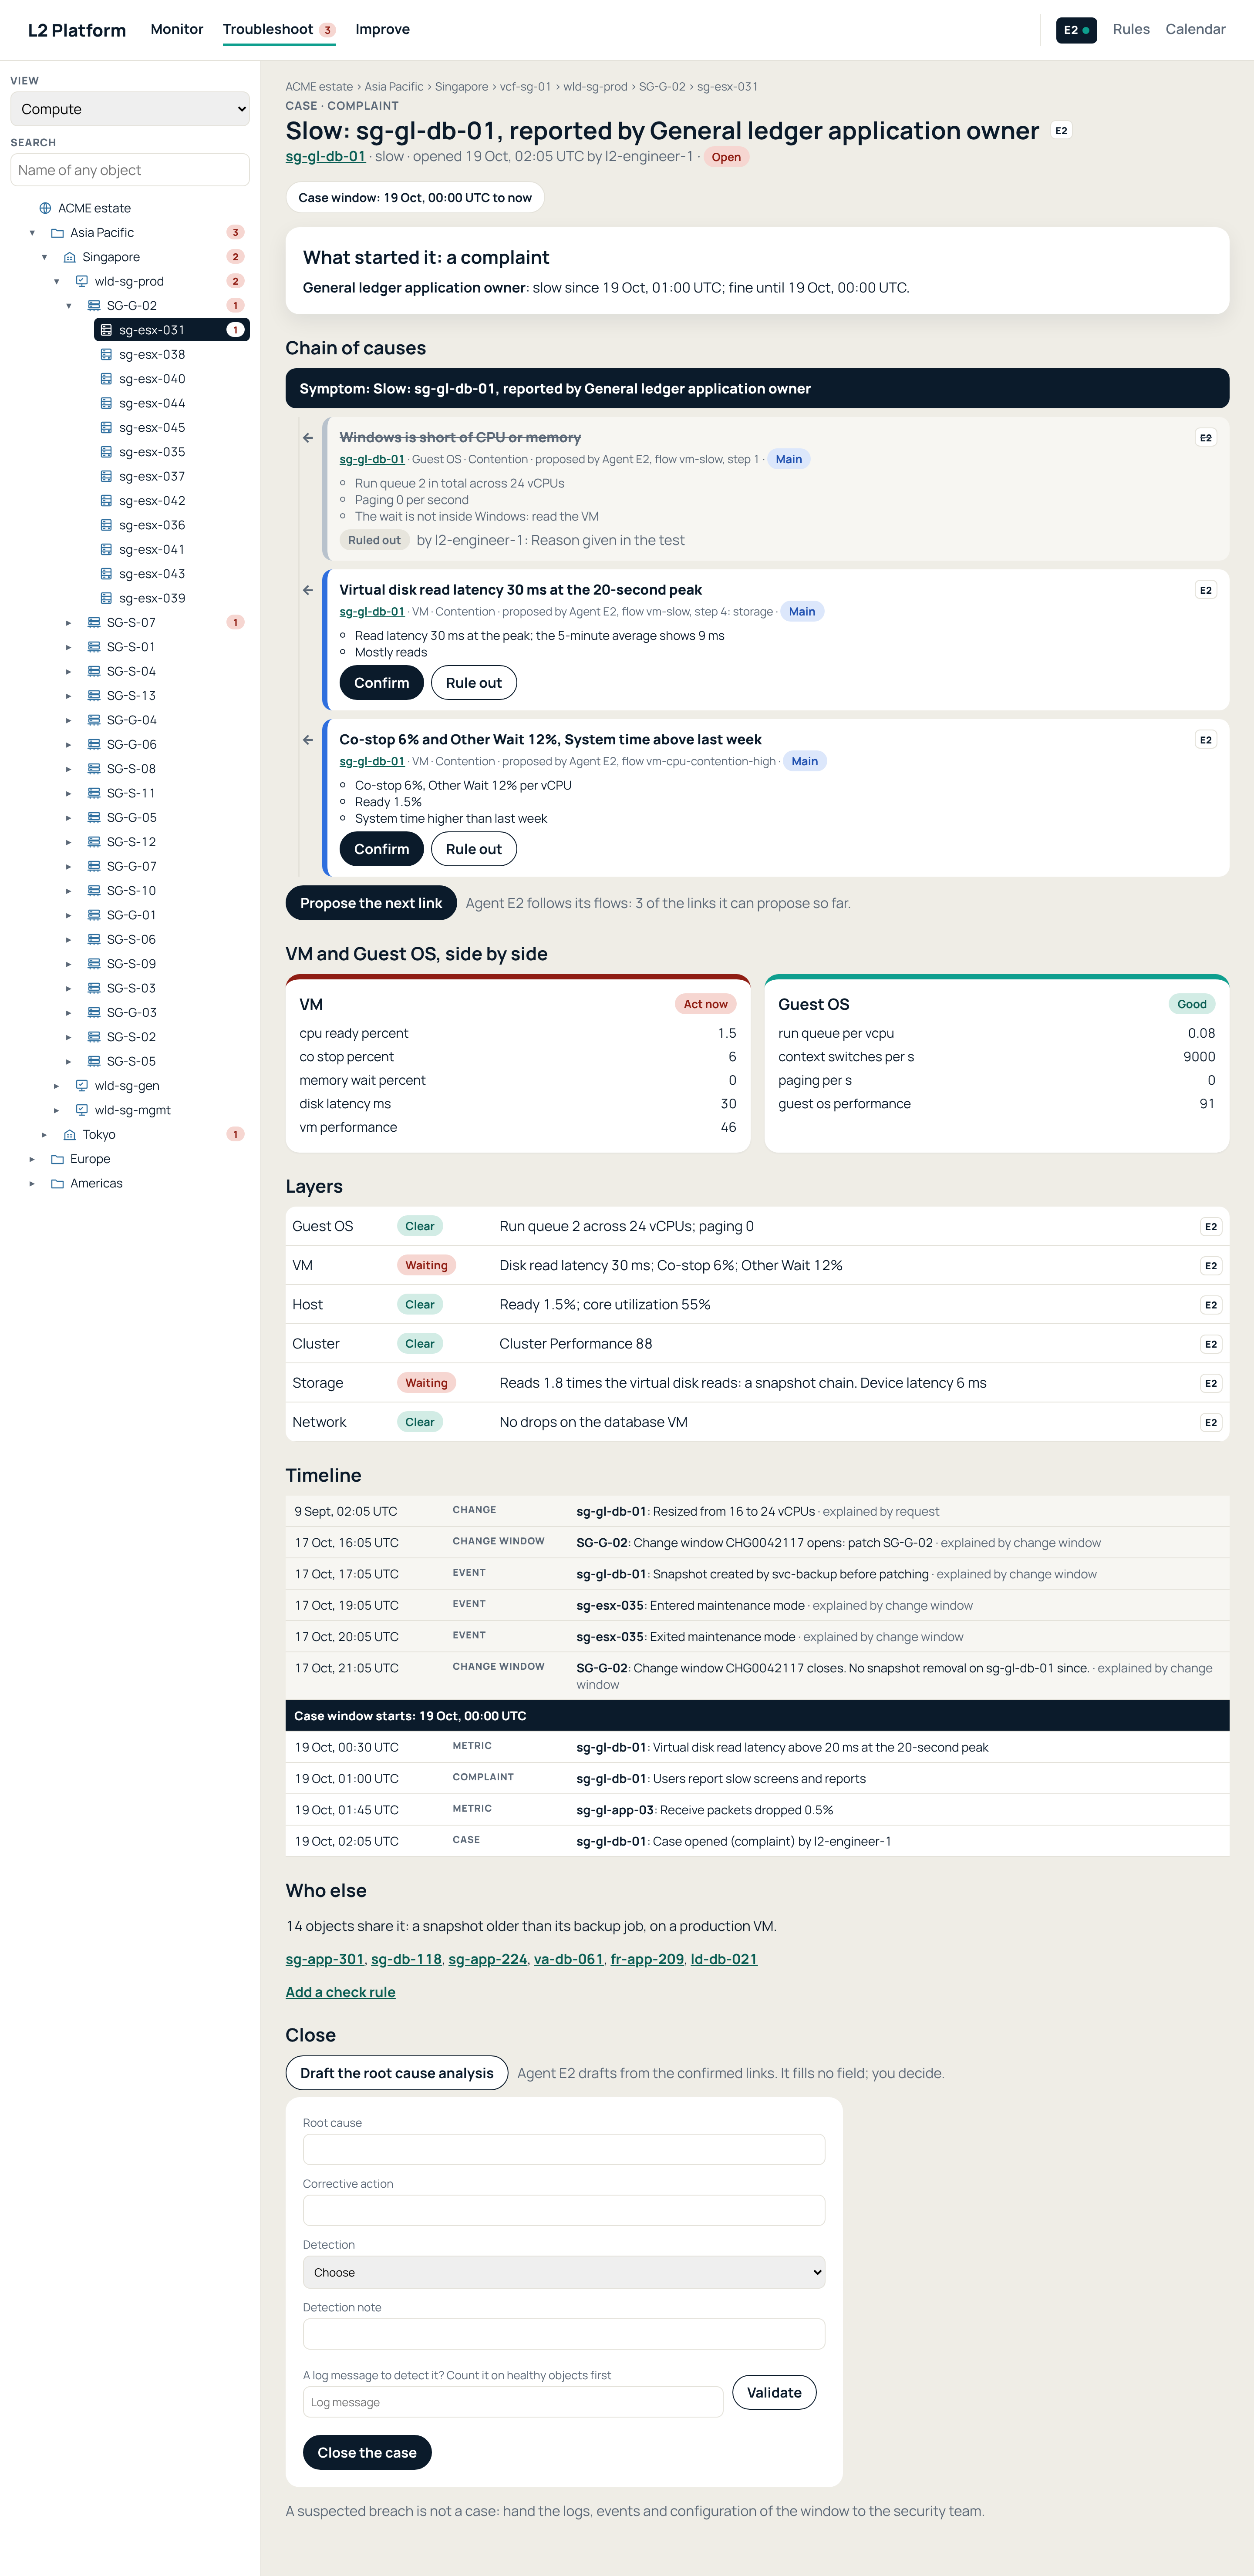 L2 Platform
Monitor
Troubleshoot 3
Improve
E2
Rules
Calendar
VIEW
Compute
SEARCH
Name of any object
ACME estate
Asia Pacific 3
Singapore 2
wld-sg-prod 2
SG-G-02 1
sg-esx-031 1
sg-esx-038
sg-esx-040
sg-esx-044
sg-esx-045
sg-esx-035
sg-esx-037
sg-esx-042
sg-esx-036
sg-esx-041
sg-esx-043
sg-esx-039
SG-S-07 1
SG-S-01
SG-S-04
SG-S-13
SG-G-04
SG-G-06
SG-S-08
SG-S-11
SG-G-05
SG-S-12
SG-G-07
SG-S-10
SG-G-01
SG-S-06
SG-S-09
SG-S-03
SG-G-03
SG-S-02
SG-S-05
wld-sg-gen
wld-sg-mgmt
Tokyo 1
Europe
Americas
ACME estate › Asia Pacific › Singapore › vcf-sg-01 › wld-sg-prod › SG-G-02 › sg-esx-031
CASE · COMPLAINT
Slow: sg-gl-db-01, reported by General ledger application owner E2
sg-gl-db-01 · slow · opened 19 Oct, 02:05 UTC by l2-engineer-1 · Open
Case window: 19 Oct, 00:00 UTC to now
What started it: a complaint
General ledger application owner: slow since 19 Oct, 01:00 UTC; fine until 19 Oct, 00:00 UTC.
Chain of causes
Symptom: Slow: sg-gl-db-01, reported by General ledger application owner
← Windows is short of CPU or memory E2
sg-gl-db-01 · Guest OS · Contention · proposed by Agent E2, flow vm-slow, step 1 · Main
Run queue 2 in total across 24 vCPUs
Paging 0 per second
The wait is not inside Windows: read the VM
Ruled out by l2-engineer-1: Reason given in the test
← Virtual disk read latency 30 ms at the 20-second peak E2
sg-gl-db-01 · VM · Contention · proposed by Agent E2, flow vm-slow, step 4: storage · Main
Read latency 30 ms at the peak; the 5-minute average shows 9 ms
Mostly reads
Confirm Rule out
← Co-stop 6% and Other Wait 12%, System time above last week E2
sg-gl-db-01 · VM · Contention · proposed by Agent E2, flow vm-cpu-contention-high · Main
Co-stop 6%, Other Wait 12% per vCPU
Ready 1.5%
System time higher than last week
Confirm Rule out
Propose the next link Agent E2 follows its flows: 3 of the links it can propose so far.
VM and Guest OS, side by side
VM Act now
cpu ready percent 1.5
co stop percent 6
memory wait percent 0
disk latency ms 30
vm performance 46
Guest OS Good
run queue per vcpu 0.08
context switches per s 9000
paging per s 0
guest os performance 91
Layers
Guest OS Clear Run queue 2 across 24 vCPUs; paging 0 E2
VM Waiting Disk read latency 30 ms; Co-stop 6%; Other Wait 12% E2
Host Clear Ready 1.5%; core utilization 55% E2
Cluster Clear Cluster Performance 88 E2
Storage Waiting Reads 1.8 times the virtual disk reads: a snapshot chain. Device latency 6 ms E2
Network Clear No drops on the database VM E2
Timeline
9 Sept, 02:05 UTC CHANGE sg-gl-db-01: Resized from 16 to 24 vCPUs · explained by request
17 Oct, 16:05 UTC CHANGE WINDOW SG-G-02: Change window CHG0042117 opens: patch SG-G-02 · explained by change window
17 Oct, 17:05 UTC EVENT sg-gl-db-01: Snapshot created by svc-backup before patching · explained by change window
17 Oct, 19:05 UTC EVENT sg-esx-035: Entered maintenance mode · explained by change window
17 Oct, 20:05 UTC EVENT sg-esx-035: Exited maintenance mode · explained by change window
17 Oct, 21:05 UTC CHANGE WINDOW SG-G-02: Change window CHG0042117 closes. No snapshot removal on sg-gl-db-01 since. · explained by change
window
Case window starts: 19 Oct, 00:00 UTC
19 Oct, 00:30 UTC METRIC sg-gl-db-01: Virtual disk read latency above 20 ms at the 20-second peak
19 Oct, 01:00 UTC COMPLAINT sg-gl-db-01: Users report slow screens and reports
19 Oct, 01:45 UTC METRIC sg-gl-app-03: Receive packets dropped 0.5%
19 Oct, 02:05 UTC CASE sg-gl-db-01: Case opened (complaint) by l2-engineer-1
Who else
14 objects share it: a snapshot older than its backup job, on a production VM.
sg-app-301, sg-db-118, sg-app-224, va-db-061, fr-app-209, ld-db-021
Add a check rule
Close
Draft the root cause analysis Agent E2 drafts from the confirmed links. It fills no field; you decide.
Root cause
Corrective action
Detection
Choose
Detection note
A log message to detect it? Count it on healthy objects first
Log message
Validate
Close the case
A suspected breach is not a case: hand the logs, events and configuration of the window to the security team.